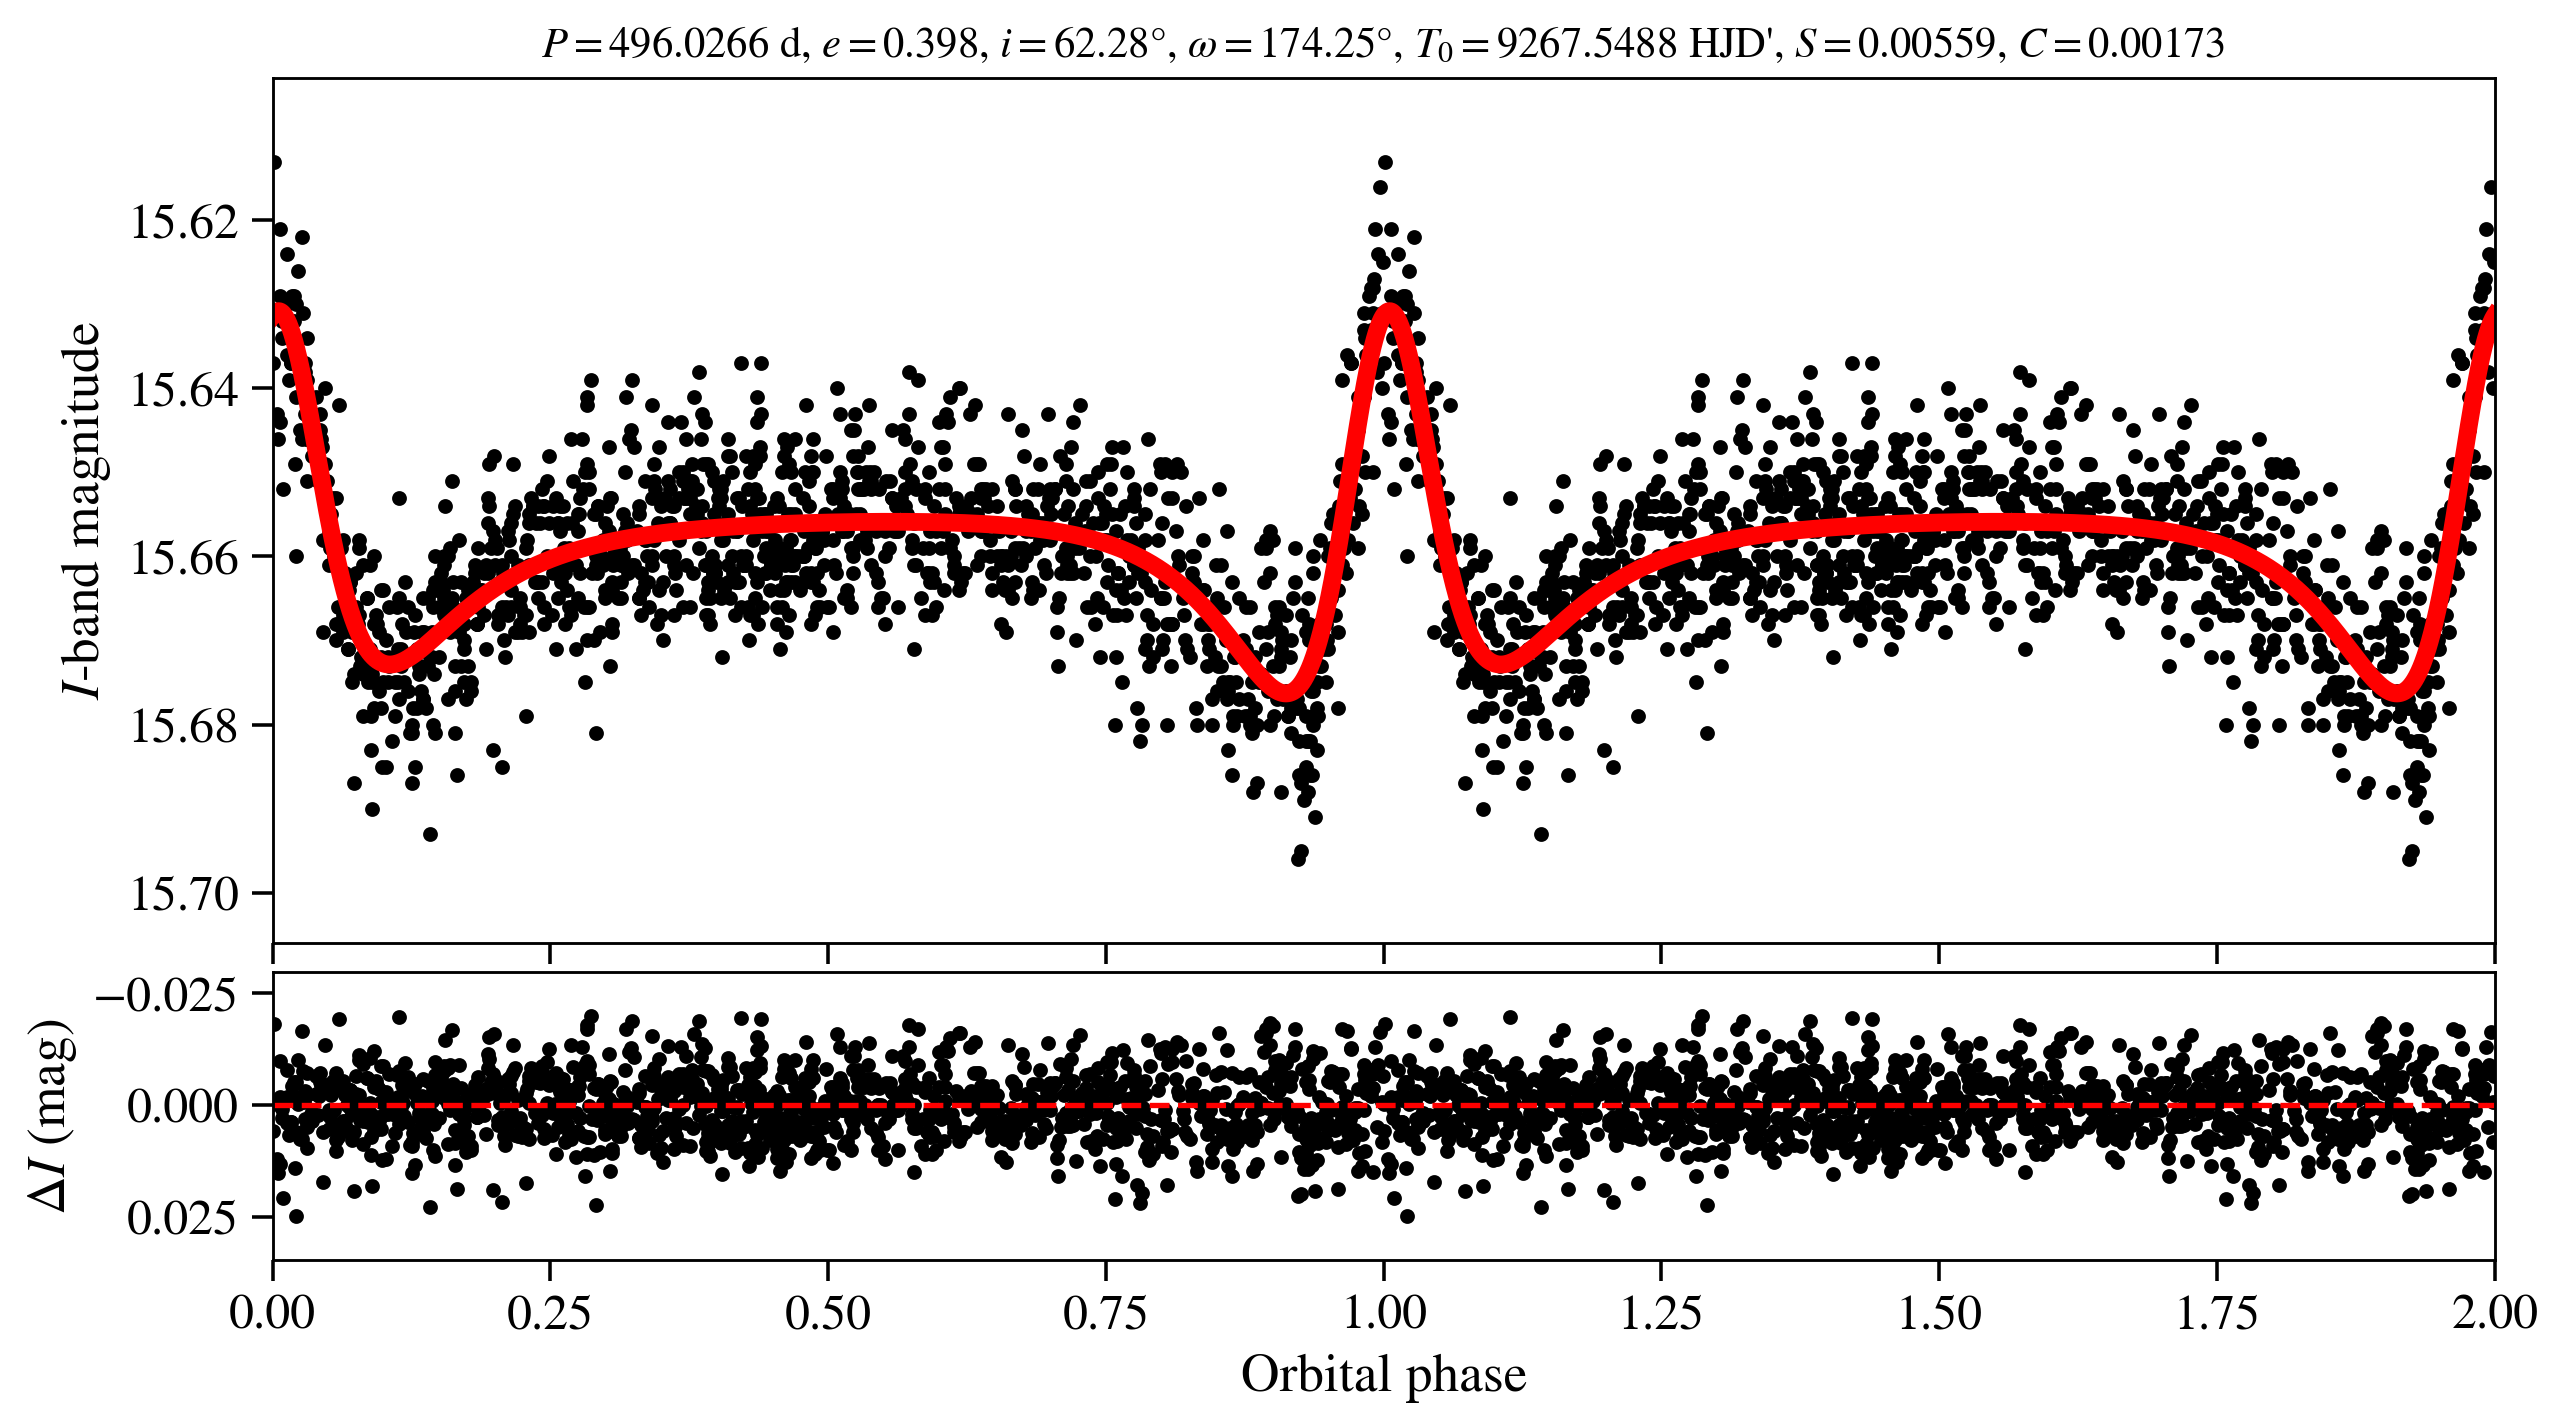 P = 496.0266 d, e = 0.398, i = 62.28°, ω = 174.25°, T₀ = 9267.5488 HJD', S = 0.00559, C = 0.00173
I-band magnitude
15.62
15.64
15.66
15.68
15.70
ΔI (mag)
−0.025
0.000
0.025
0.00 0.25 0.50 0.75 1.00 1.25 1.50 1.75 2.00
Orbital phase